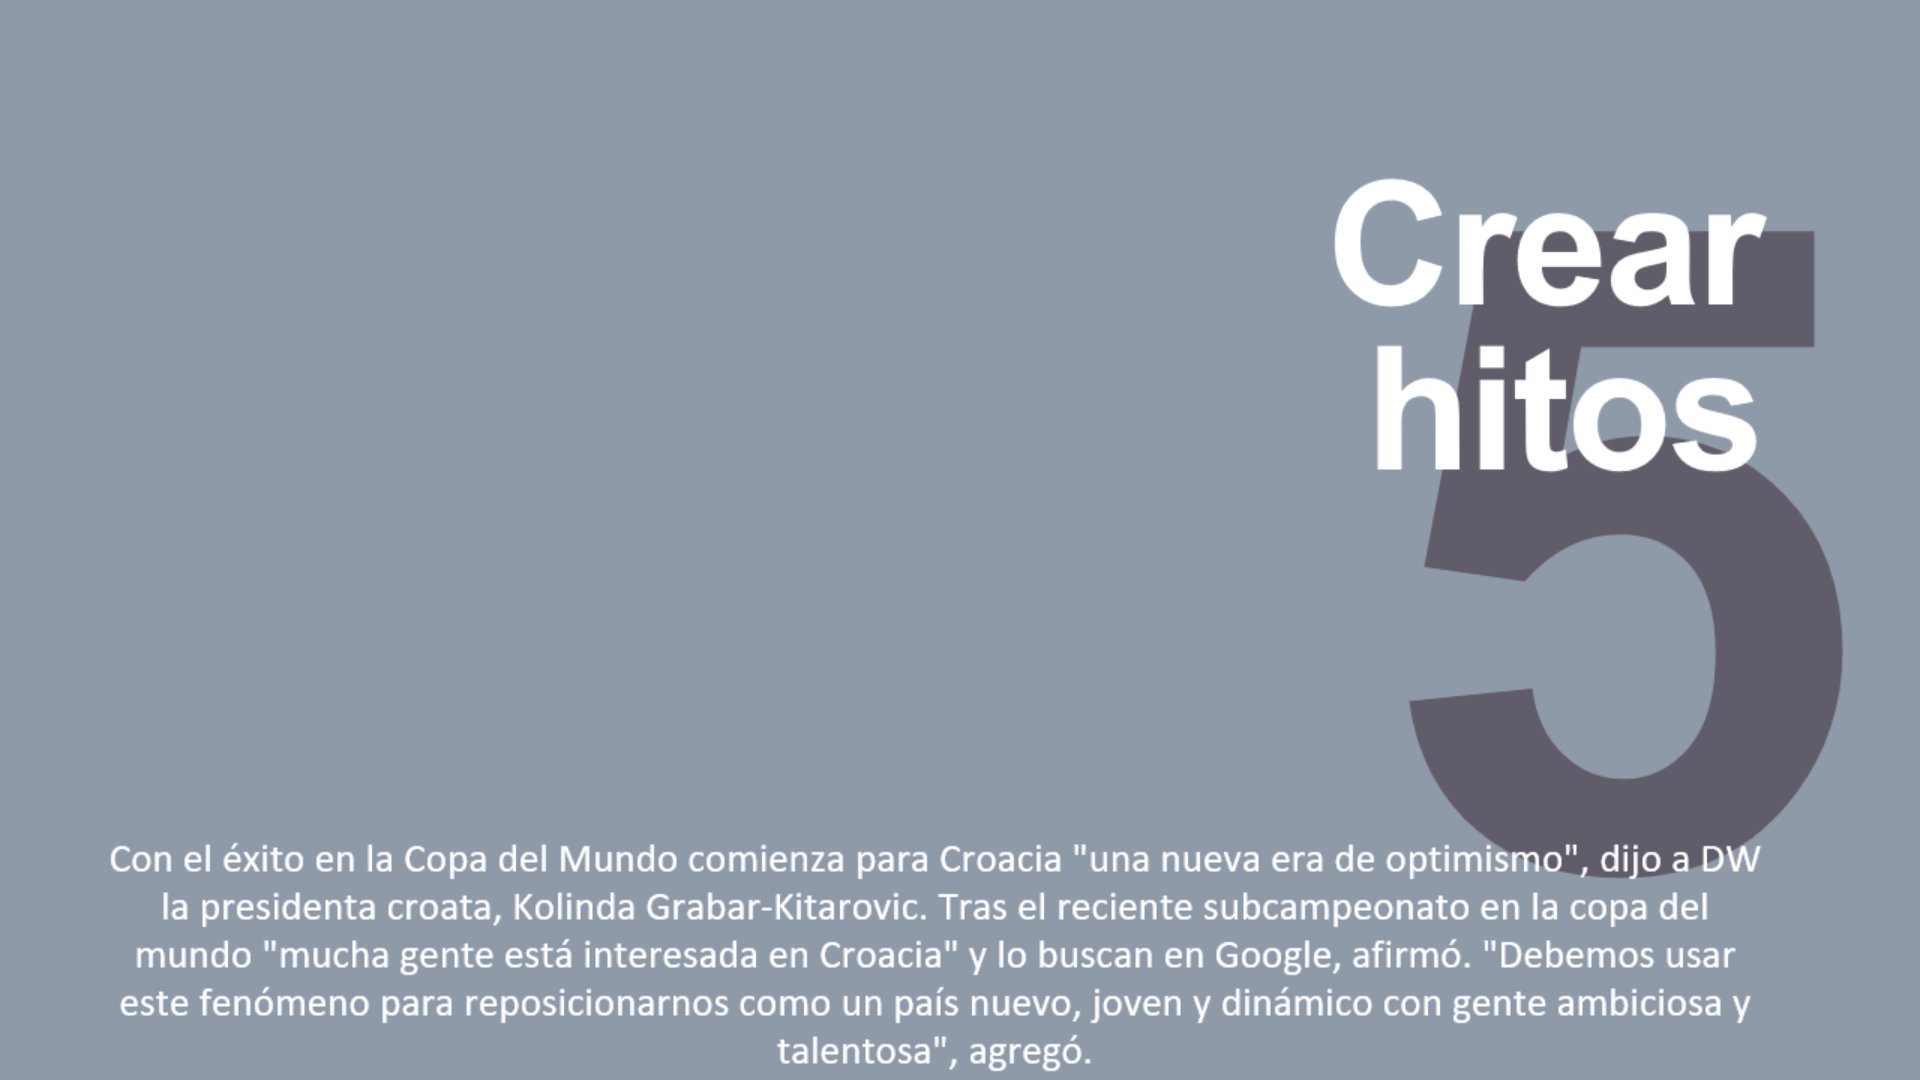 Crear
hitos
5
Con el éxito en la Copa del Mundo comienza para Croacia "una nueva era de optimismo", dijo a DW
la presidenta croata, Kolinda Grabar-Kitarovic. Tras el reciente subcampeonato en la copa del
mundo "mucha gente está interesada en Croacia" y lo buscan en Google, afirmó. "Debemos usar
este fenómeno para reposicionarnos como un país nuevo, joven y dinámico con gente ambiciosa y
talentosa", agregó.